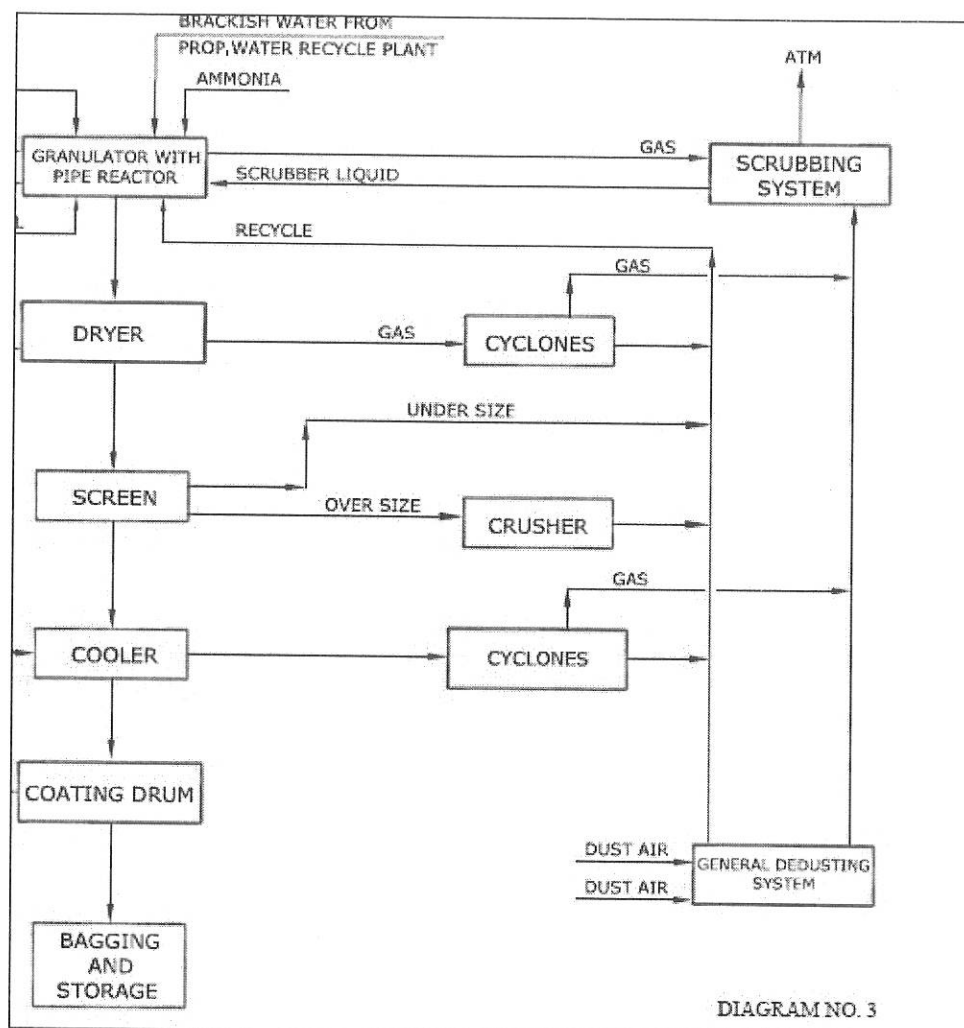 BRACKISH WATER FROM
PROP,WATER RECYCLE PLANT
AMMONIA
ATM
GRANULATOR WITH
PIPE REACTOR
GAS
SCRUBBER LIQUID
SCRUBBING
SYSTEM
L
RECYCLE
GAS
DRYER
GAS
CYCLONES
UNDER SIZE
SCREEN
OVER SIZE
CRUSHER
GAS
COOLER
CYCLONES
COATING DRUM
DUST AIR
DUST AIR
GENERAL DEDUSTING
SYSTEM
BAGGING
AND
STORAGE
DIAGRAM NO. 3